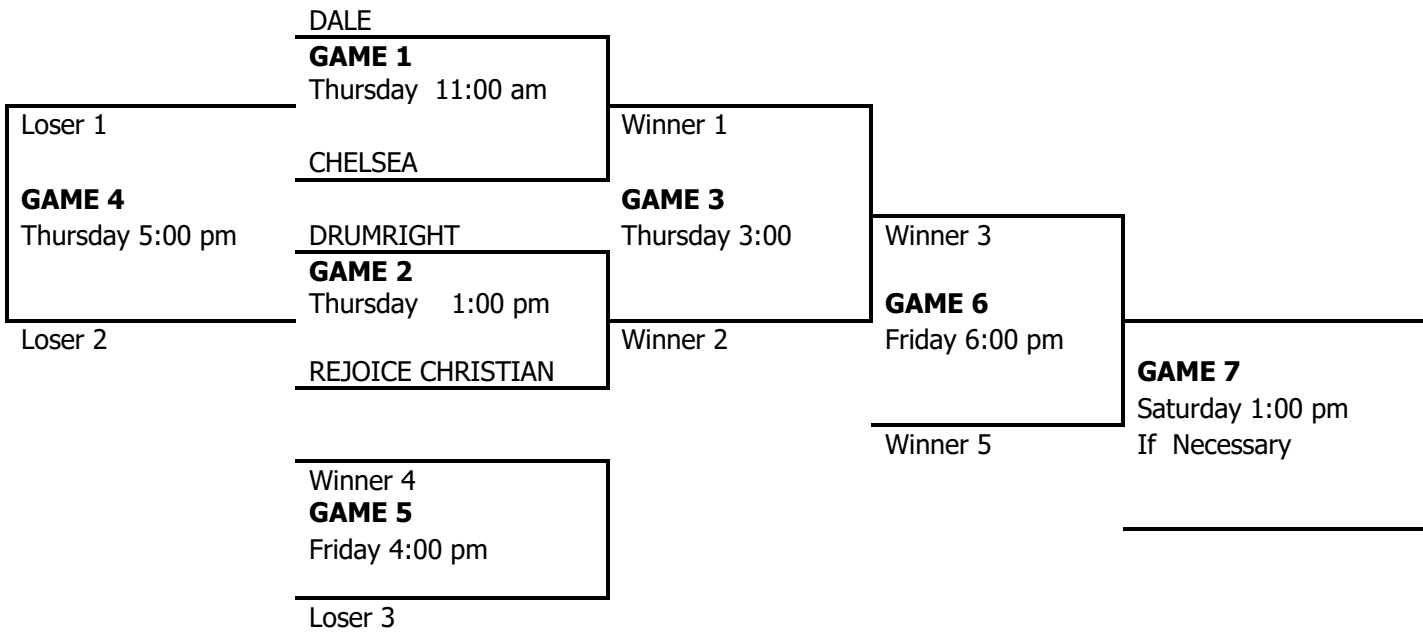 DALE
GAME 1
Thursday 11:00 am
Loser 1
Winner 1
CHELSEA
GAME 4
GAME 3
Thursday 5:00 pm
DRUMRIGHT
Thursday 3:00
Winner 3
GAME 2
Thursday 1:00 pm
GAME 6
Loser 2
Winner 2
Friday 6:00 pm
REJOICE CHRISTIAN
GAME 7
Saturday 1:00 pm
Winner 5
If Necessary
Winner 4
GAME 5
Friday 4:00 pm
Loser 3